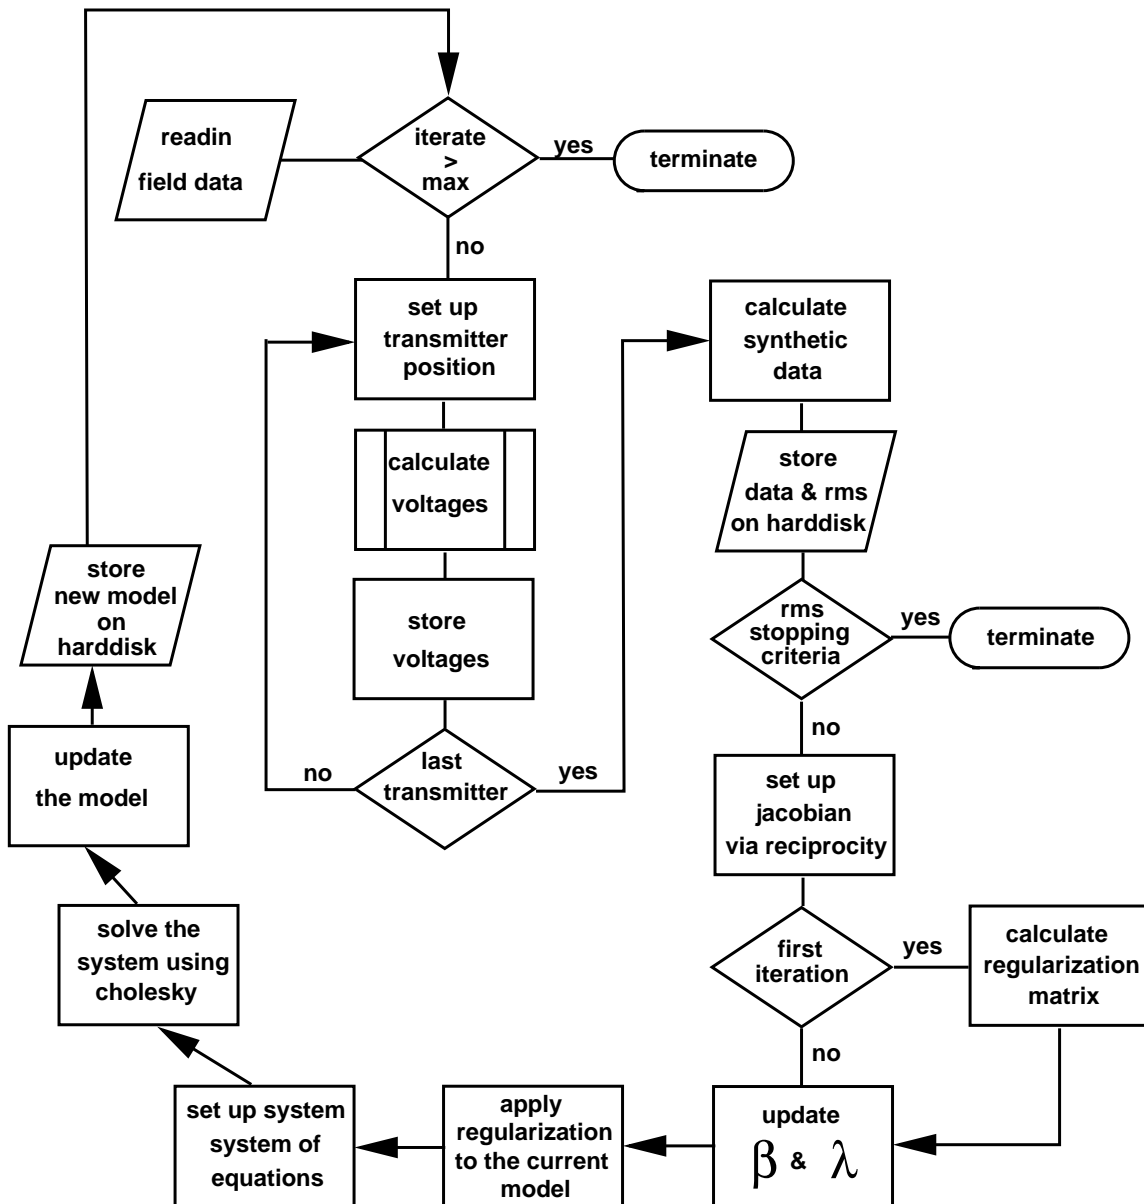 readin
field data
iterate
>
max
yes
terminate
no
set up
transmitter
position
calculate
voltages
store
voltages
last
transmitter
no
yes
calculate
synthetic
data
store
data & rms
on harddisk
rms
stopping
criteria
yes
terminate
no
set up
jacobian
via reciprocity
first
iteration
yes
calculate
regularization
matrix
no
update
β & λ
apply
regularization
to the current
model
set up system
system of
equations
solve the
system using
cholesky
update
the model
store
new model
on
harddisk